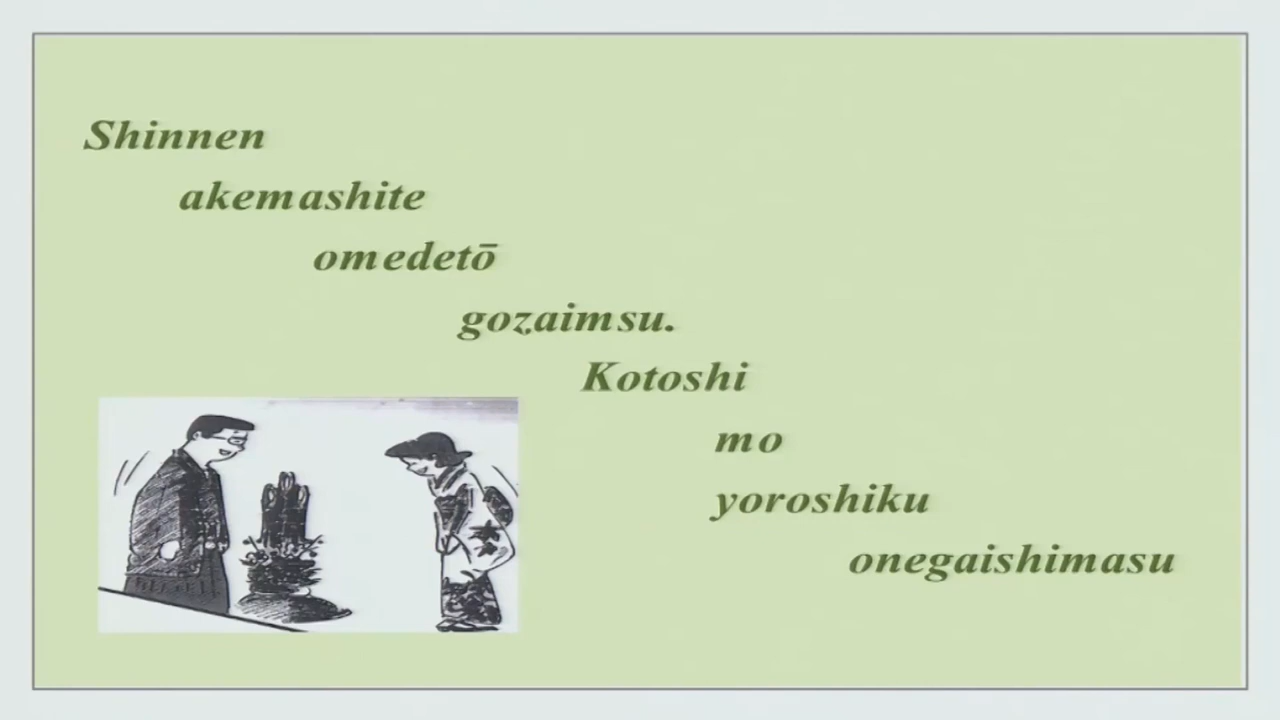 Shinnen
akemashite
omedetō
gozaimsu.
Kotoshi
mo
yoroshiku
onegaishimasu